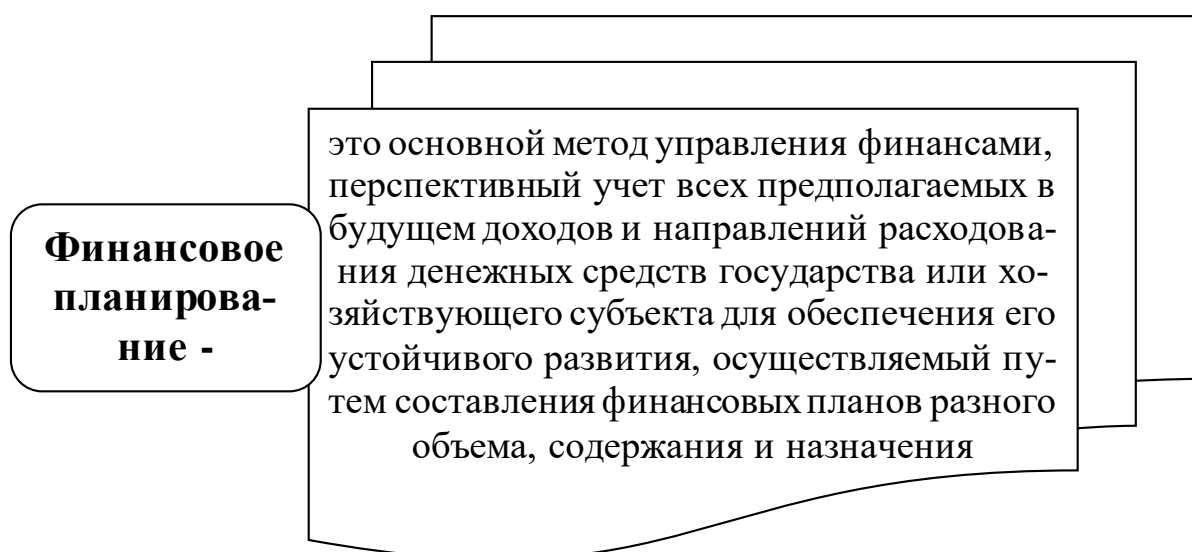 Финансовое
планирова-
ние -
это основной метод управления финансами,
перспективный учет всех предполагаемых в
будущем доходов и направлений расходова-
ния денежных средств государства или хо-
зяйствующего субъекта для обеспечения его
устойчивого развития, осуществляемый пу-
тем составления финансовых планов разного
объема, содержания и назначения